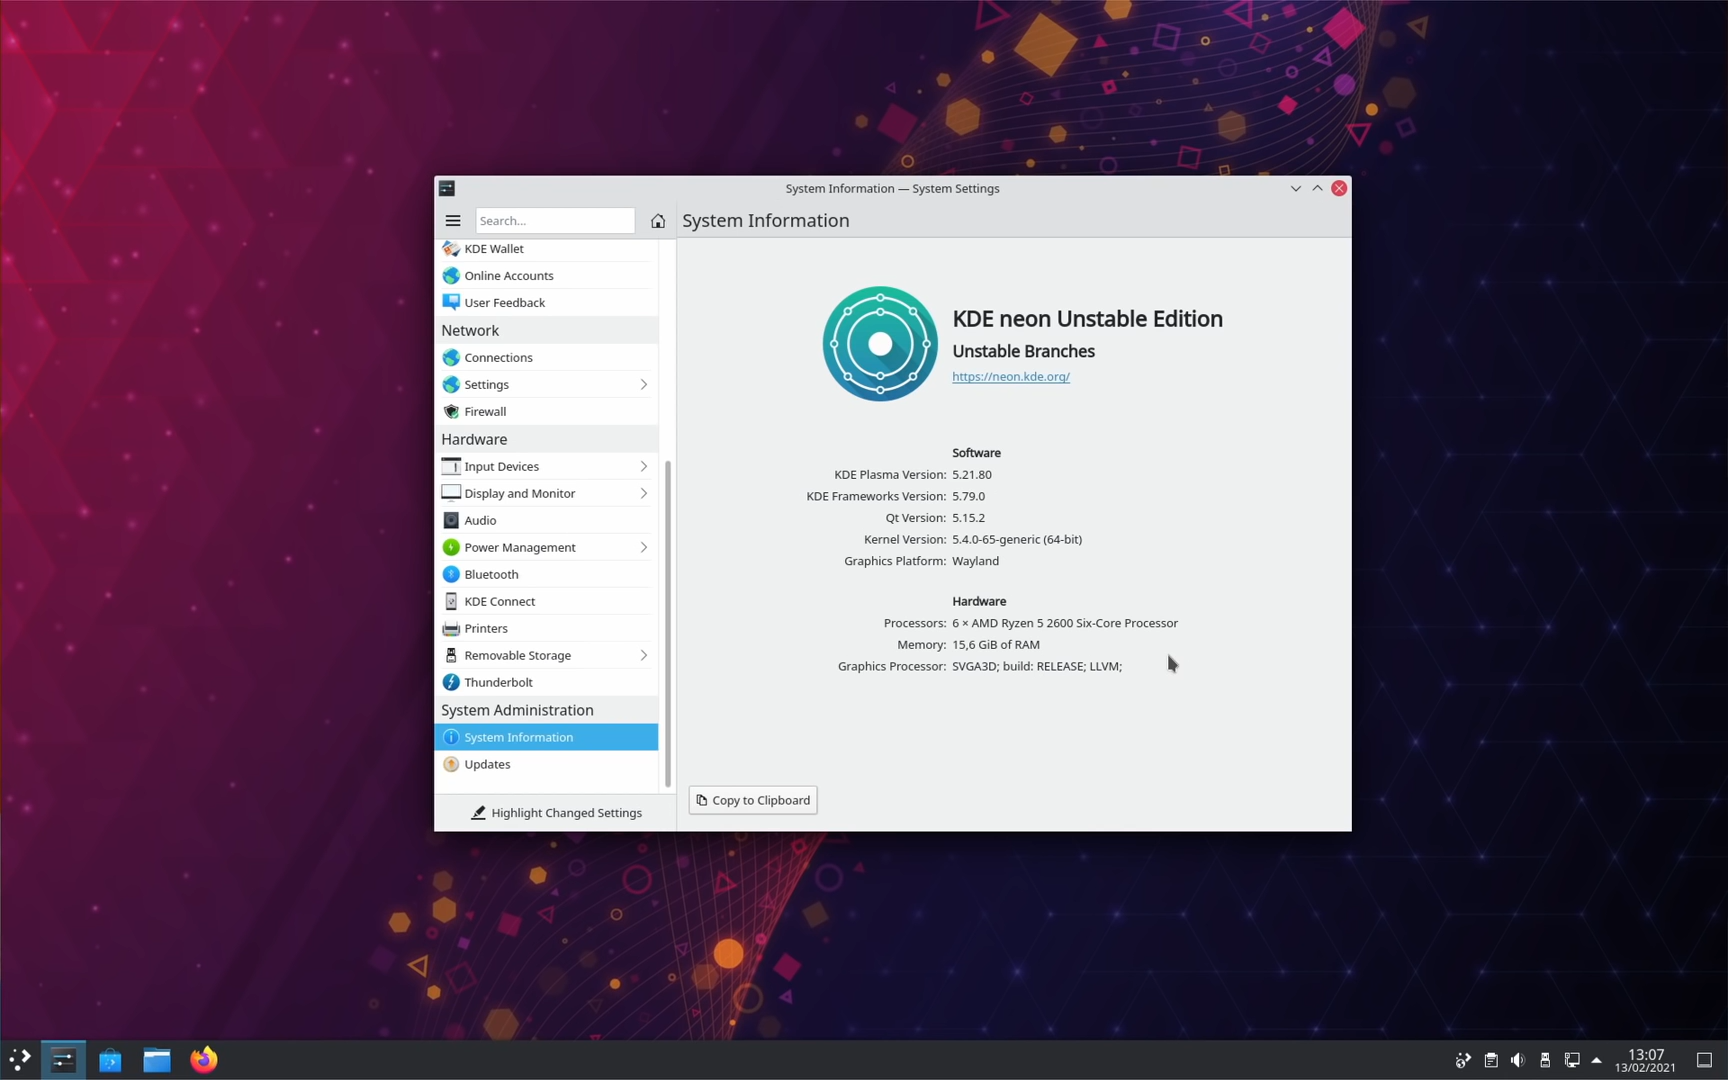 System Information — System Settings
Search...
System Information
KDE Wallet
Online Accounts
User Feedback
Network
Connections
Settings
Firewall
Hardware
Input Devices
Display and Monitor
Audio
Power Management
Bluetooth
KDE Connect
Printers
Removable Storage
Thunderbolt
System Administration
System Information
Updates
Highlight Changed Settings
KDE neon Unstable Edition
Unstable Branches
https://neon.kde.org/
Software
KDE Plasma Version: 5.21.80
KDE Frameworks Version: 5.79.0
Qt Version: 5.15.2
Kernel Version: 5.4.0-65-generic (64-bit)
Graphics Platform: Wayland
Hardware
Processors: 6 × AMD Ryzen 5 2600 Six-Core Processor
Memory: 15,6 GiB of RAM
Graphics Processor: SVGA3D; build: RELEASE; LLVM;
Copy to Clipboard
13:07
13/02/2021